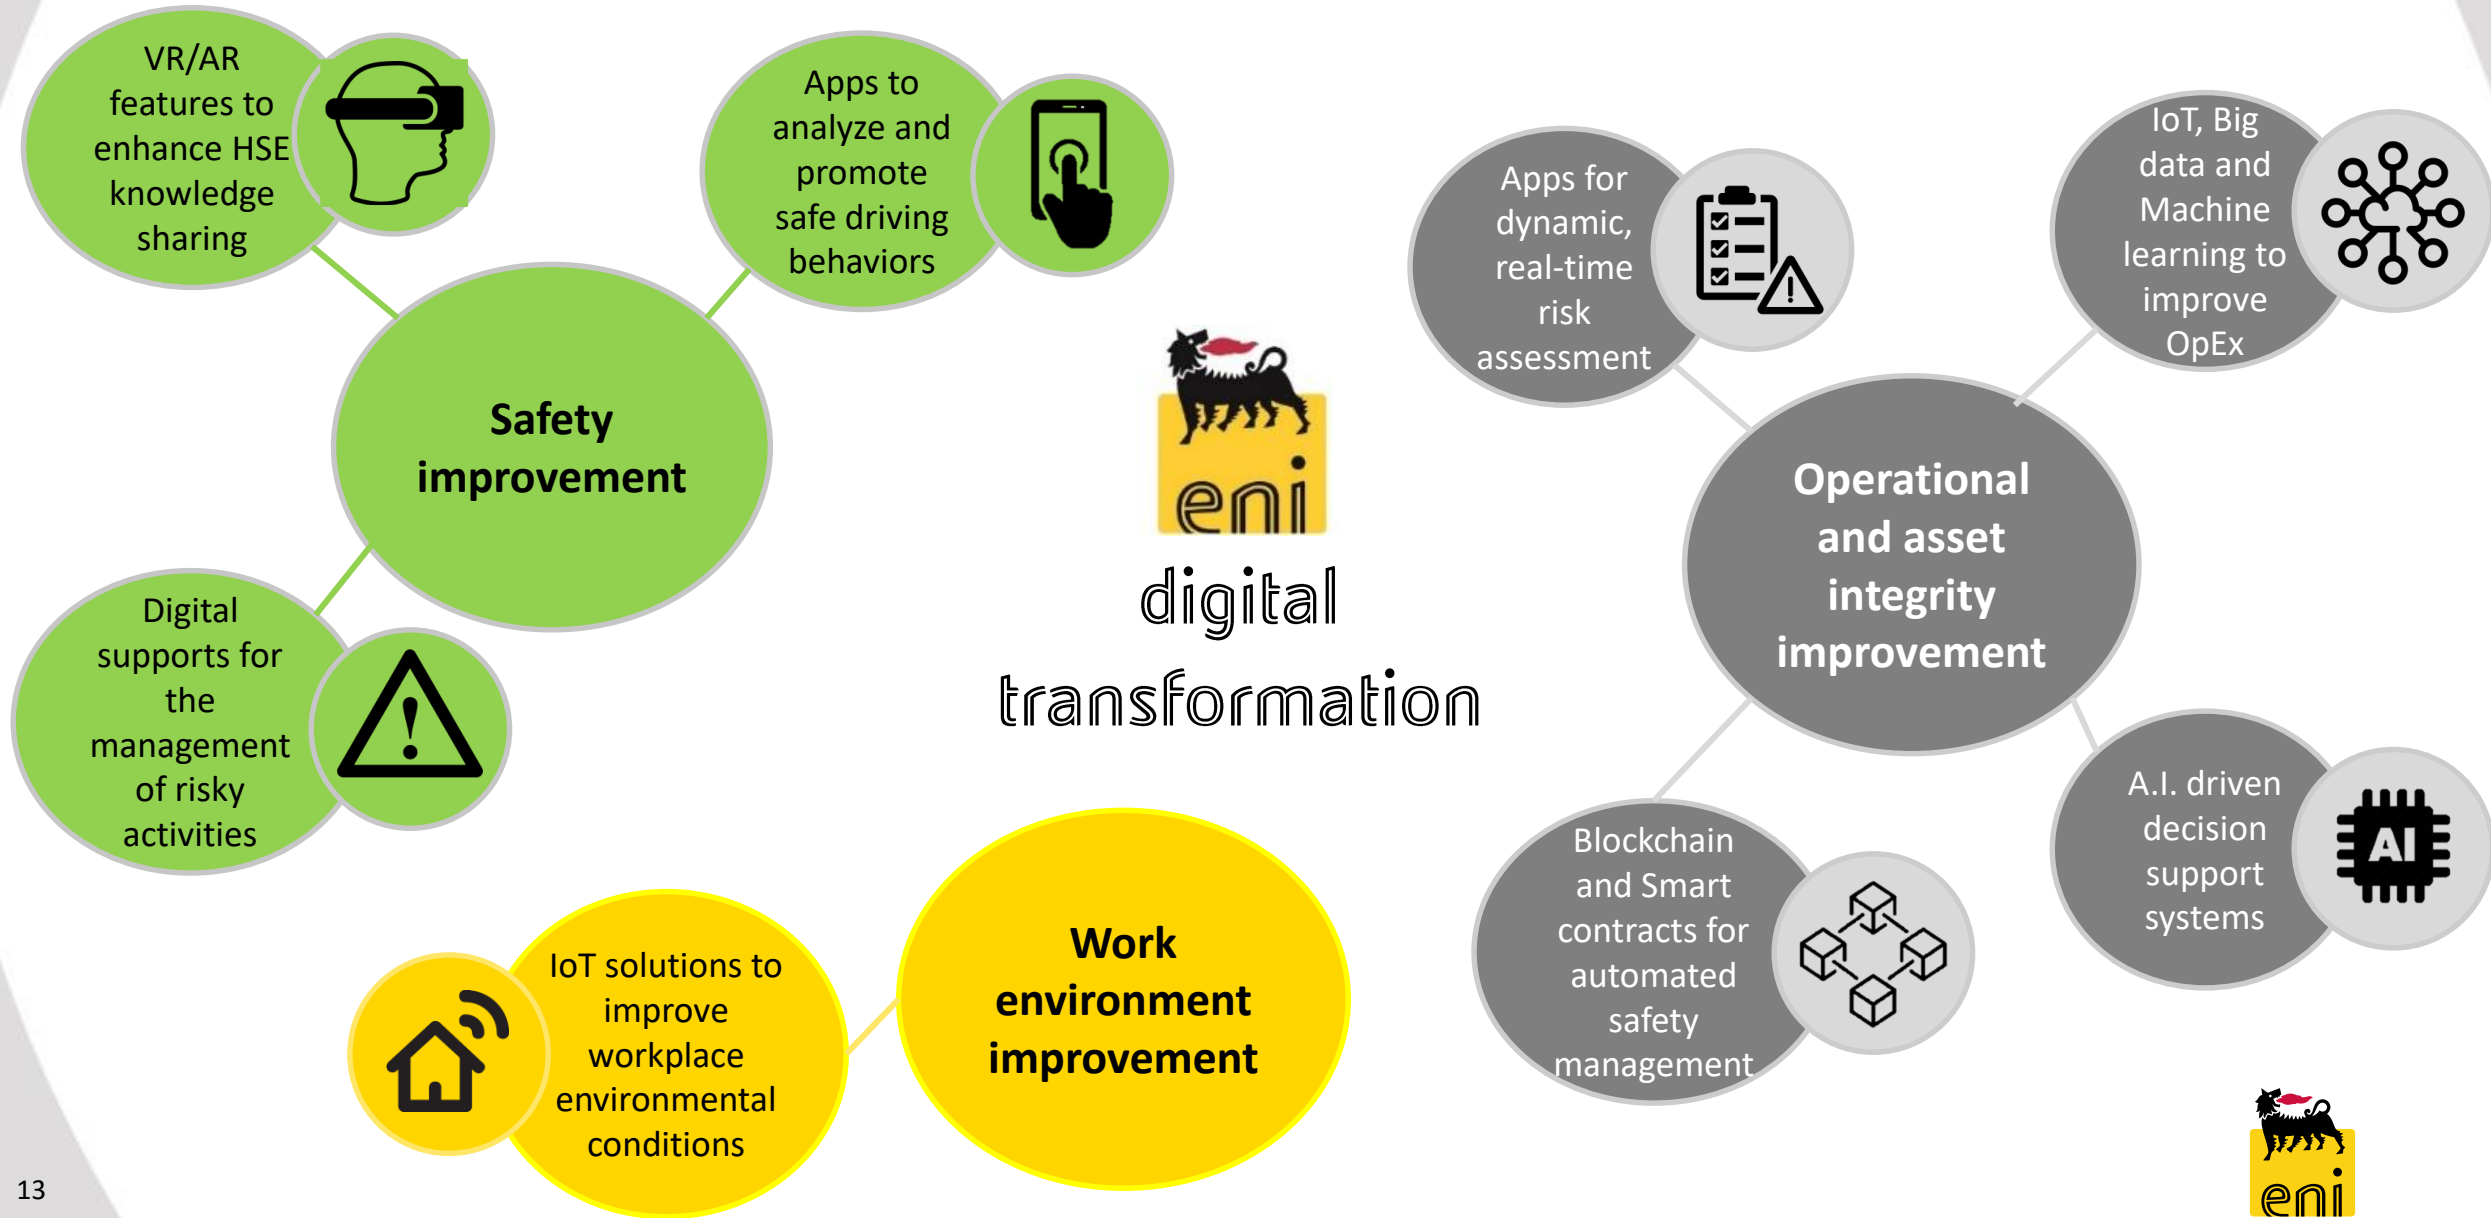 VR/AR
features to
enhance HSE
knowledge
sharing
Apps to
analyze and
promote
safe driving
behaviors
Safety
improvement
Digital
supports for
the
management
of risky
activities
eni
digital
transformation
Apps for
dynamic,
real-time
risk
assessment
IoT, Big
data and
Machine
learning to
improve
OpEx
Operational
and asset
integrity
improvement
Blockchain
and Smart
contracts for
automated
safety
management
A.I. driven
decision
support
systems
AI
IoT solutions to
improve
workplace
environmental
conditions
Work
environment
improvement
13
eni